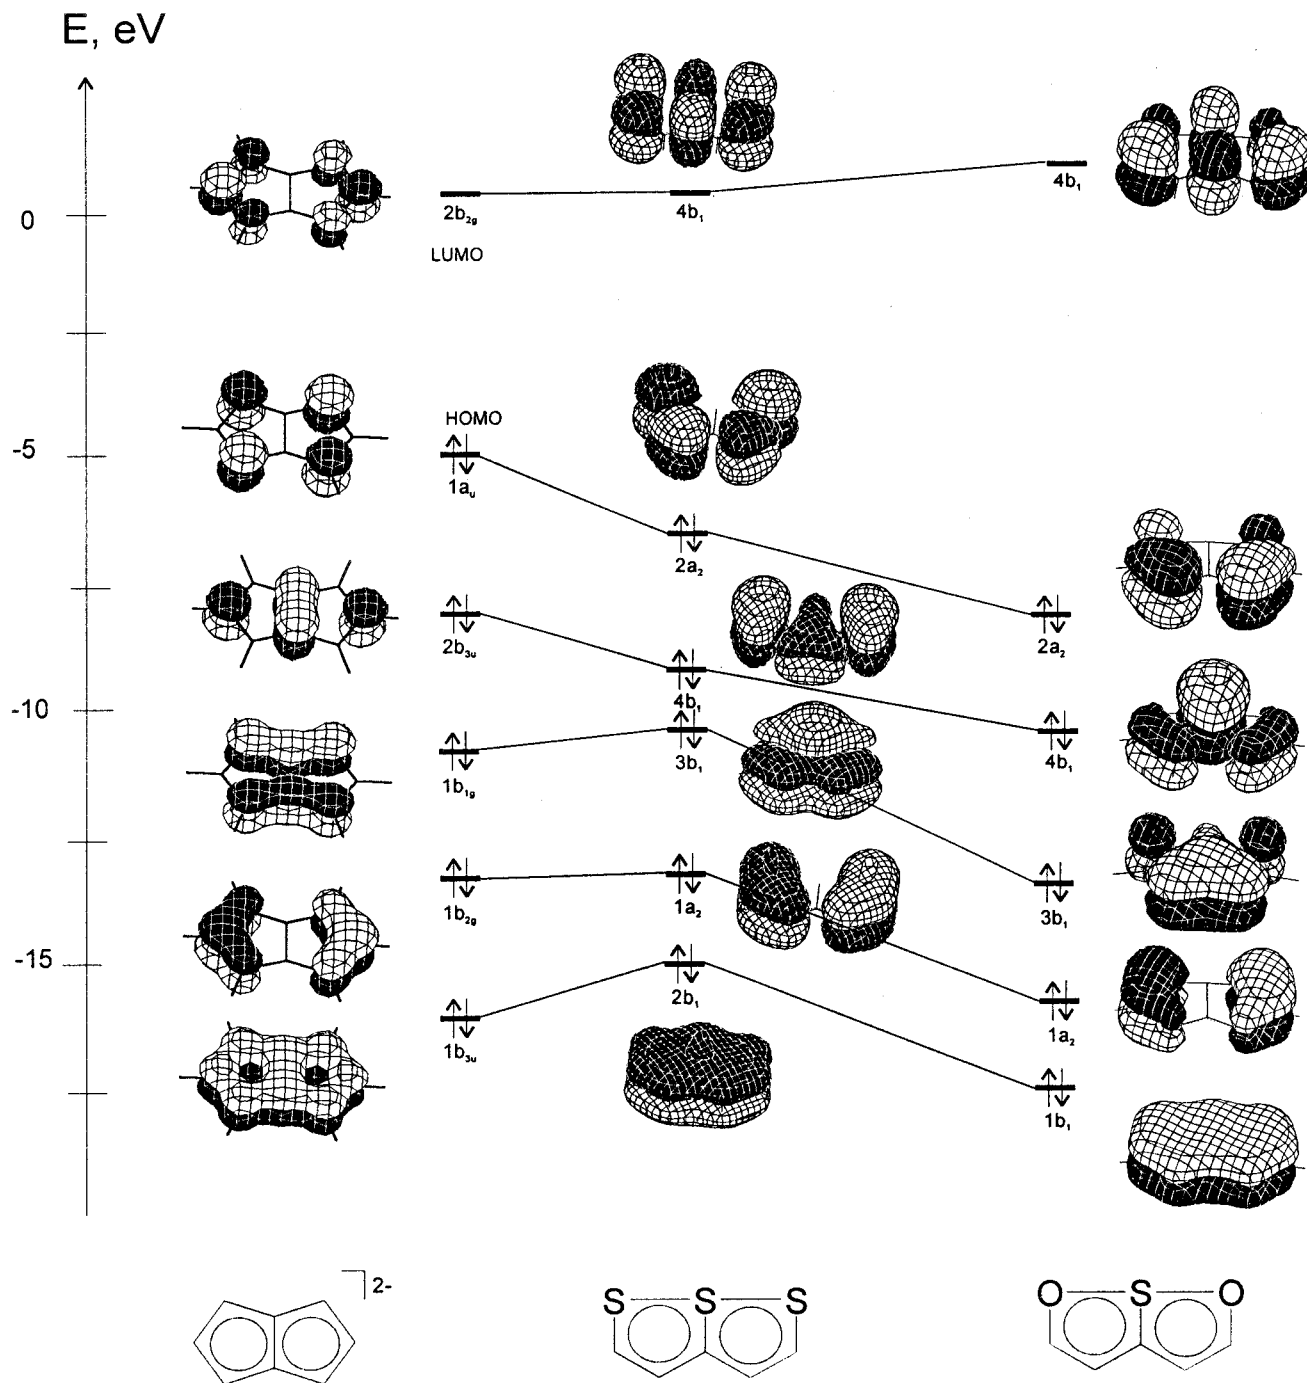 E, eV
0
-5
-10
-15
2b2g
4b1
4b1
LUMO
HOMO
1au
2a2
2a2
2b3u
4b1
4b1
1b1g
3b1
3b1
1b2g
1a2
1a2
1b3u
2b1
1b1
2-
S S S
O S O